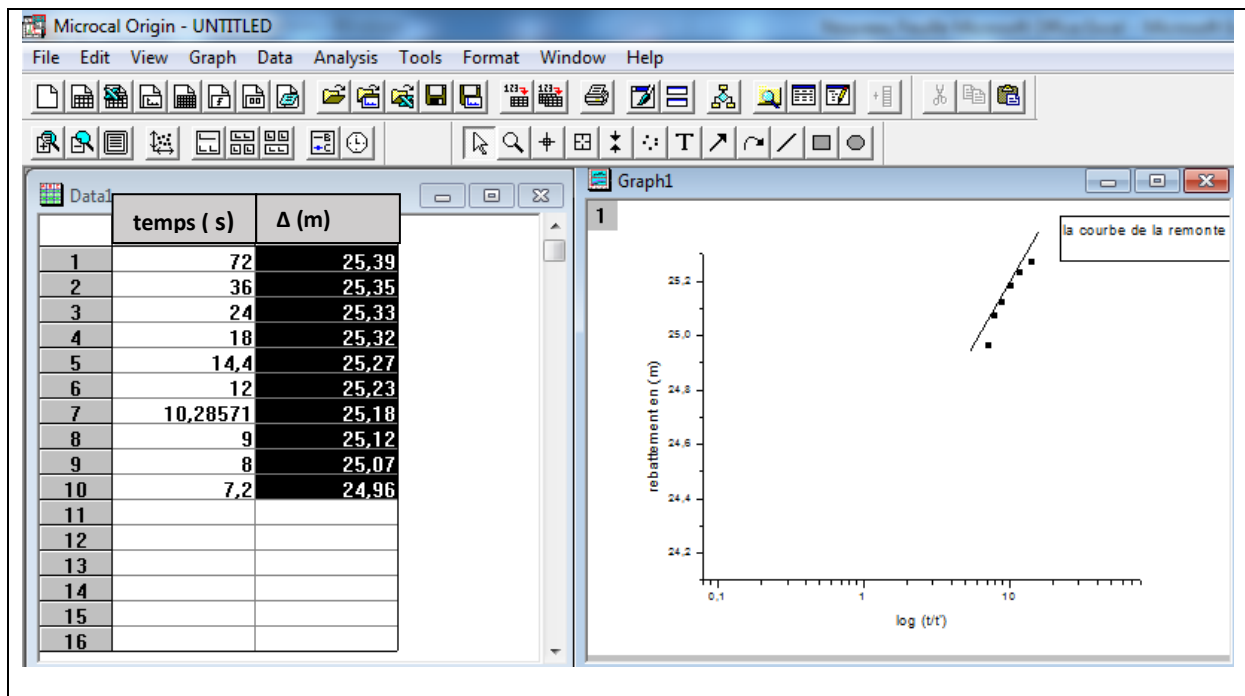 Microcal Origin - UNTITLED
File Edit View Graph Data Analysis Tools Format Window Help
Data1
temps ( s) Δ (m)
1 72 25,39
2 36 25,35
3 24 25,33
4 18 25,32
5 14,4 25,27
6 12 25,23
7 10,28571 25,18
8 9 25,12
9 8 25,07
10 7,2 24,96
11
12
13
14
15
16
Graph1
1
la courbe de la remonte
25,2
25,0
24,8
24,6
24,4
24,2
rebattement en (m)
0,1 1 10
log (t/t')